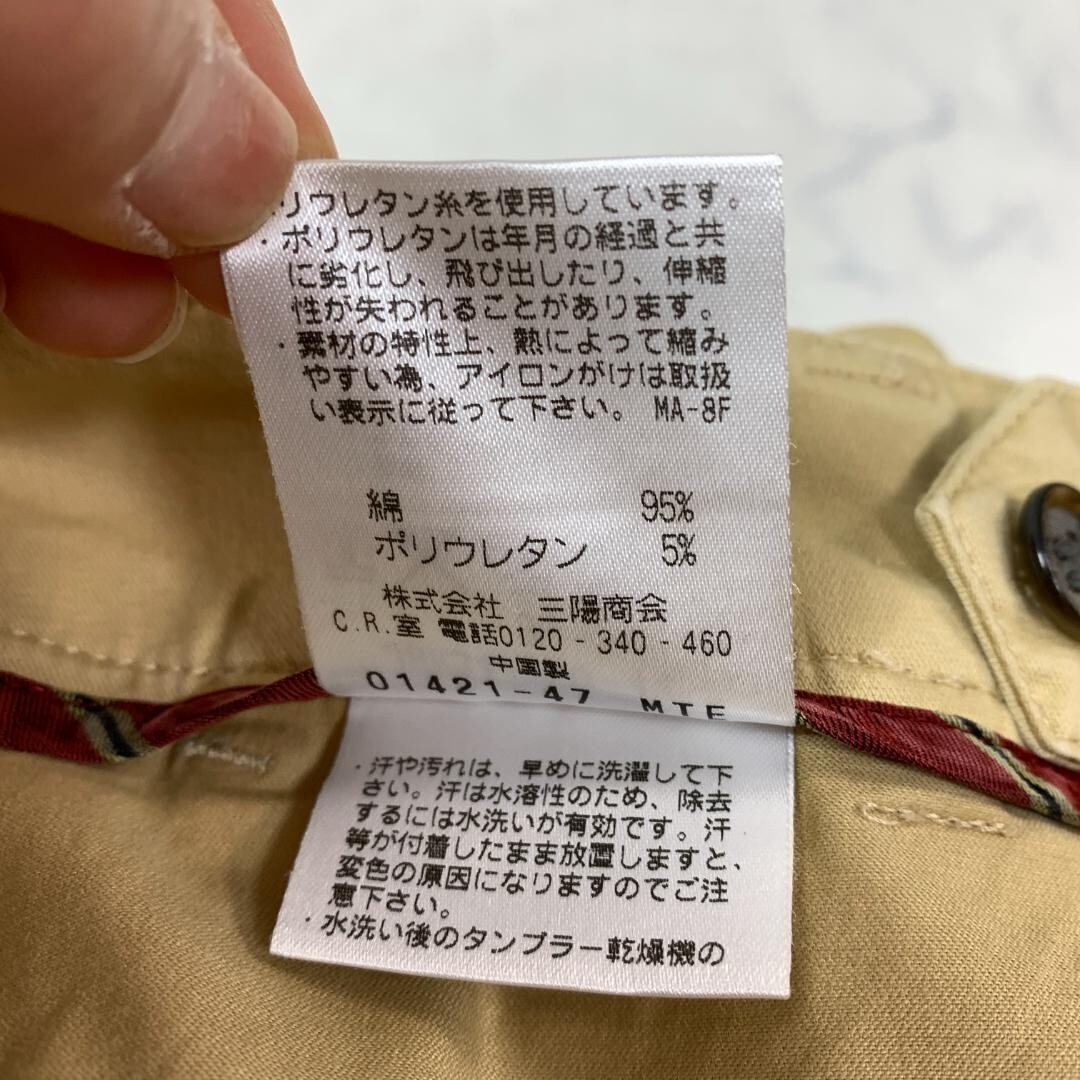 リウレタン糸を使用しています。
・ポリウレタンは年月の経過と共
に劣化し、飛び出したり、伸縮
性が失われることがあります。
・素材の特性上、熱によって縮み
やすい為、アイロンがけは取扱
い表示に従って下さい。 MA-8F
綿 95%
ポリウレタン 5%
株式会社 三陽商会
C.R.室 電話0120-340-460
中国製
01421-47 MTE
・汗や汚れは、早めに洗濯して下
さい。汗は水溶性のため、除去
するには水洗いが有効です。汗
等が付着したまま放置しますと、
変色の原因になりますのでご注
意下さい。
・水洗い後のタンブラー乾燥機の